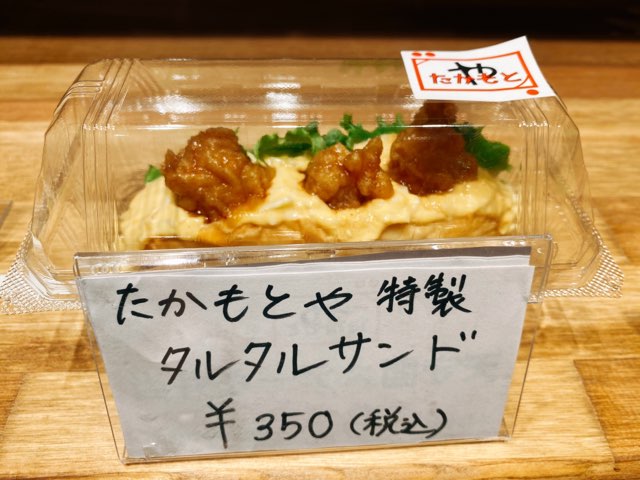 や
たかもと
たかもとや 特製
タルタルサンド
¥350(税込)